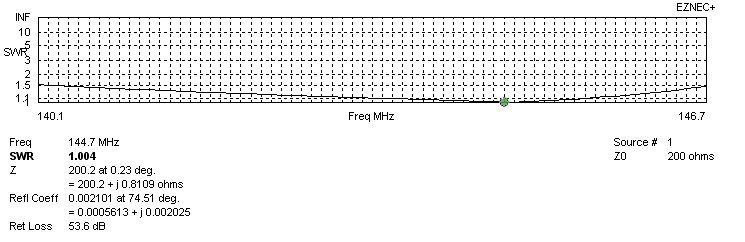 EZNEC+
INF
10
5
SWR
3
2
1.5
1.1
140.1 Freq MHz 146.7
Freq 144.7 MHz Source # 1
SWR 1.004 Z0 200 ohms
Z 200.2 at 0.23 deg.
= 200.2 + j 0.8109 ohms
Refl Coeff 0.002101 at 74.51 deg.
= 0.0005613 + j 0.002025
Ret Loss 53.6 dB